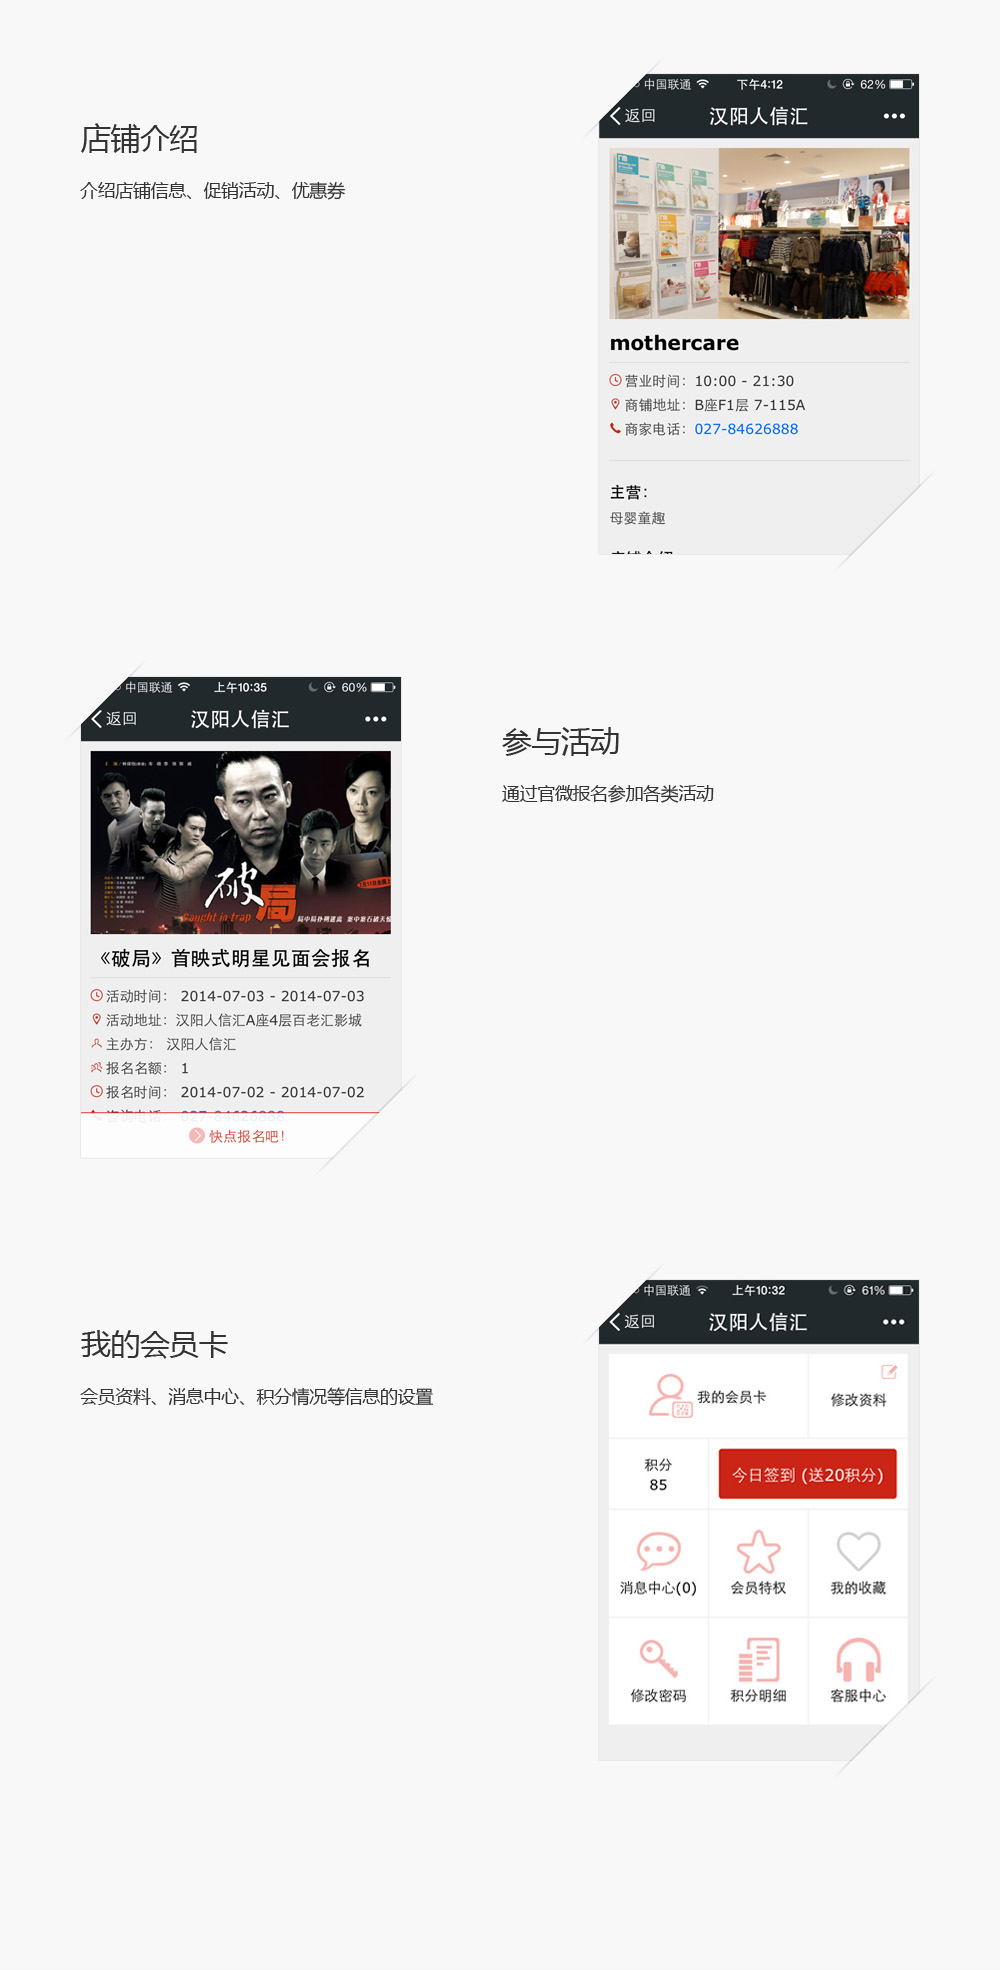 店铺介绍
介绍店铺信息、促销活动、优惠券
中国联通 下午4:12 62%
返回 汉阳人信汇
mothercare
营业时间：10:00 - 21:30
商铺地址：B座F1层 7-115A
商家电话：027-84626888
主营：
母婴童趣
中国联通 上午10:35 60%
返回 汉阳人信汇
破局
Caught in trap
《破局》首映式明星见面会报名
活动时间： 2014-07-03 - 2014-07-03
活动地址：汉阳人信汇A座4层百老汇影城
主办方： 汉阳人信汇
报名名额： 1
报名时间： 2014-07-02 - 2014-07-02
咨询电话 027-84626888
快点报名吧！
参与活动
通过官微报名参加各类活动
我的会员卡
会员资料、消息中心、积分情况等信息的设置
中国联通 上午10:32 61%
返回 汉阳人信汇
我的会员卡
修改资料
积分
85
今日签到 (送20积分)
消息中心(0)
会员特权
我的收藏
修改密码
积分明细
客服中心